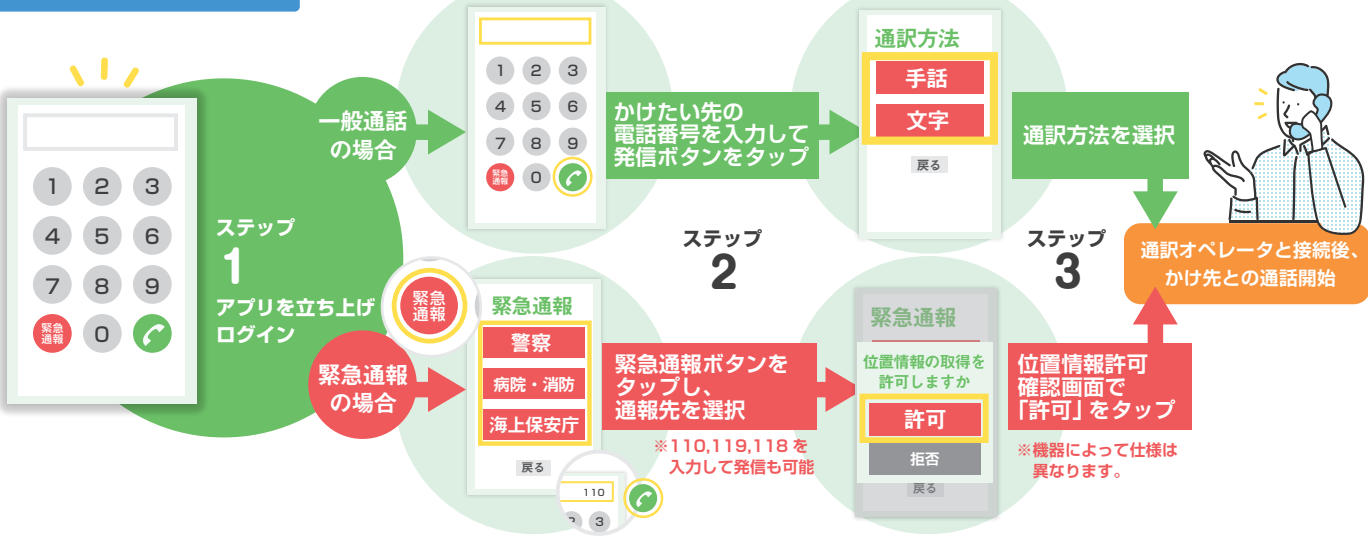 1 2 3
4 5 6
7 8 9
緊急
通報
0
ステップ
1
アプリを立ち上げ
ログイン
一般通話
の場合
1 2 3
4 5 6
7 8 9
緊急
通報
0
かけたい先の
電話番号を入力して
発信ボタンをタップ
通訳方法
手話
文字
戻る
通訳方法を選択
ステップ
2
ステップ
3
緊急通報
の場合
緊急
通報
緊急通報
警察
病院・消防
海上保安庁
戻る
110
2 3
緊急通報ボタンを
タップし、
通報先を選択
※110,119,118 を
入力して発信も可能
緊急通報
位置情報の取得を
許可しますか
許可
拒否
戻る
位置情報許可
確認画面で
「許可」をタップ
※機器によって仕様は
異なります。
通訳オペレータと接続後、
かけ先との通話開始